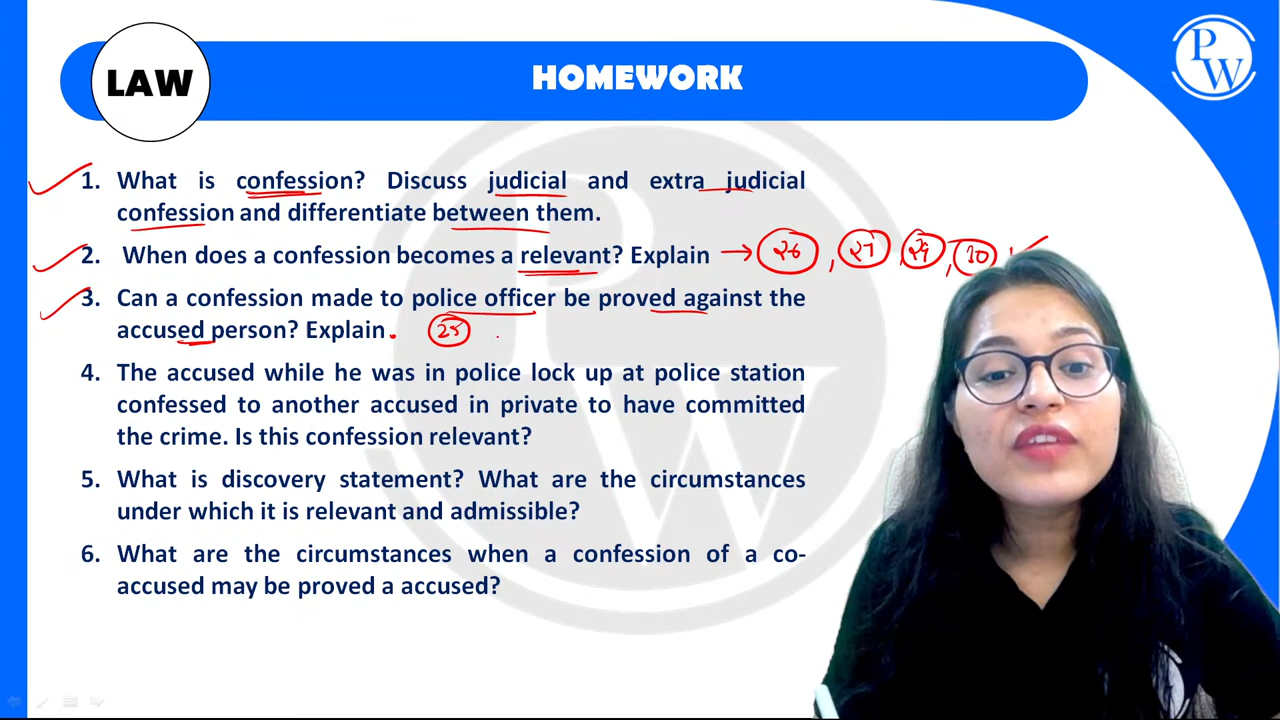 LAW
HOMEWORK
PW
1. What is confession? Discuss judicial and extra judicial
confession and differentiate between them.
2. When does a confession becomes a relevant? Explain → 26, 27, 29, 30,
3. Can a confession made to police officer be proved against the
accused person? Explain. 25
4. The accused while he was in police lock up at police station
confessed to another accused in private to have committed
the crime. Is this confession relevant?
5. What is discovery statement? What are the circumstances
under which it is relevant and admissible?
6. What are the circumstances when a confession of a co-
accused may be proved a accused?